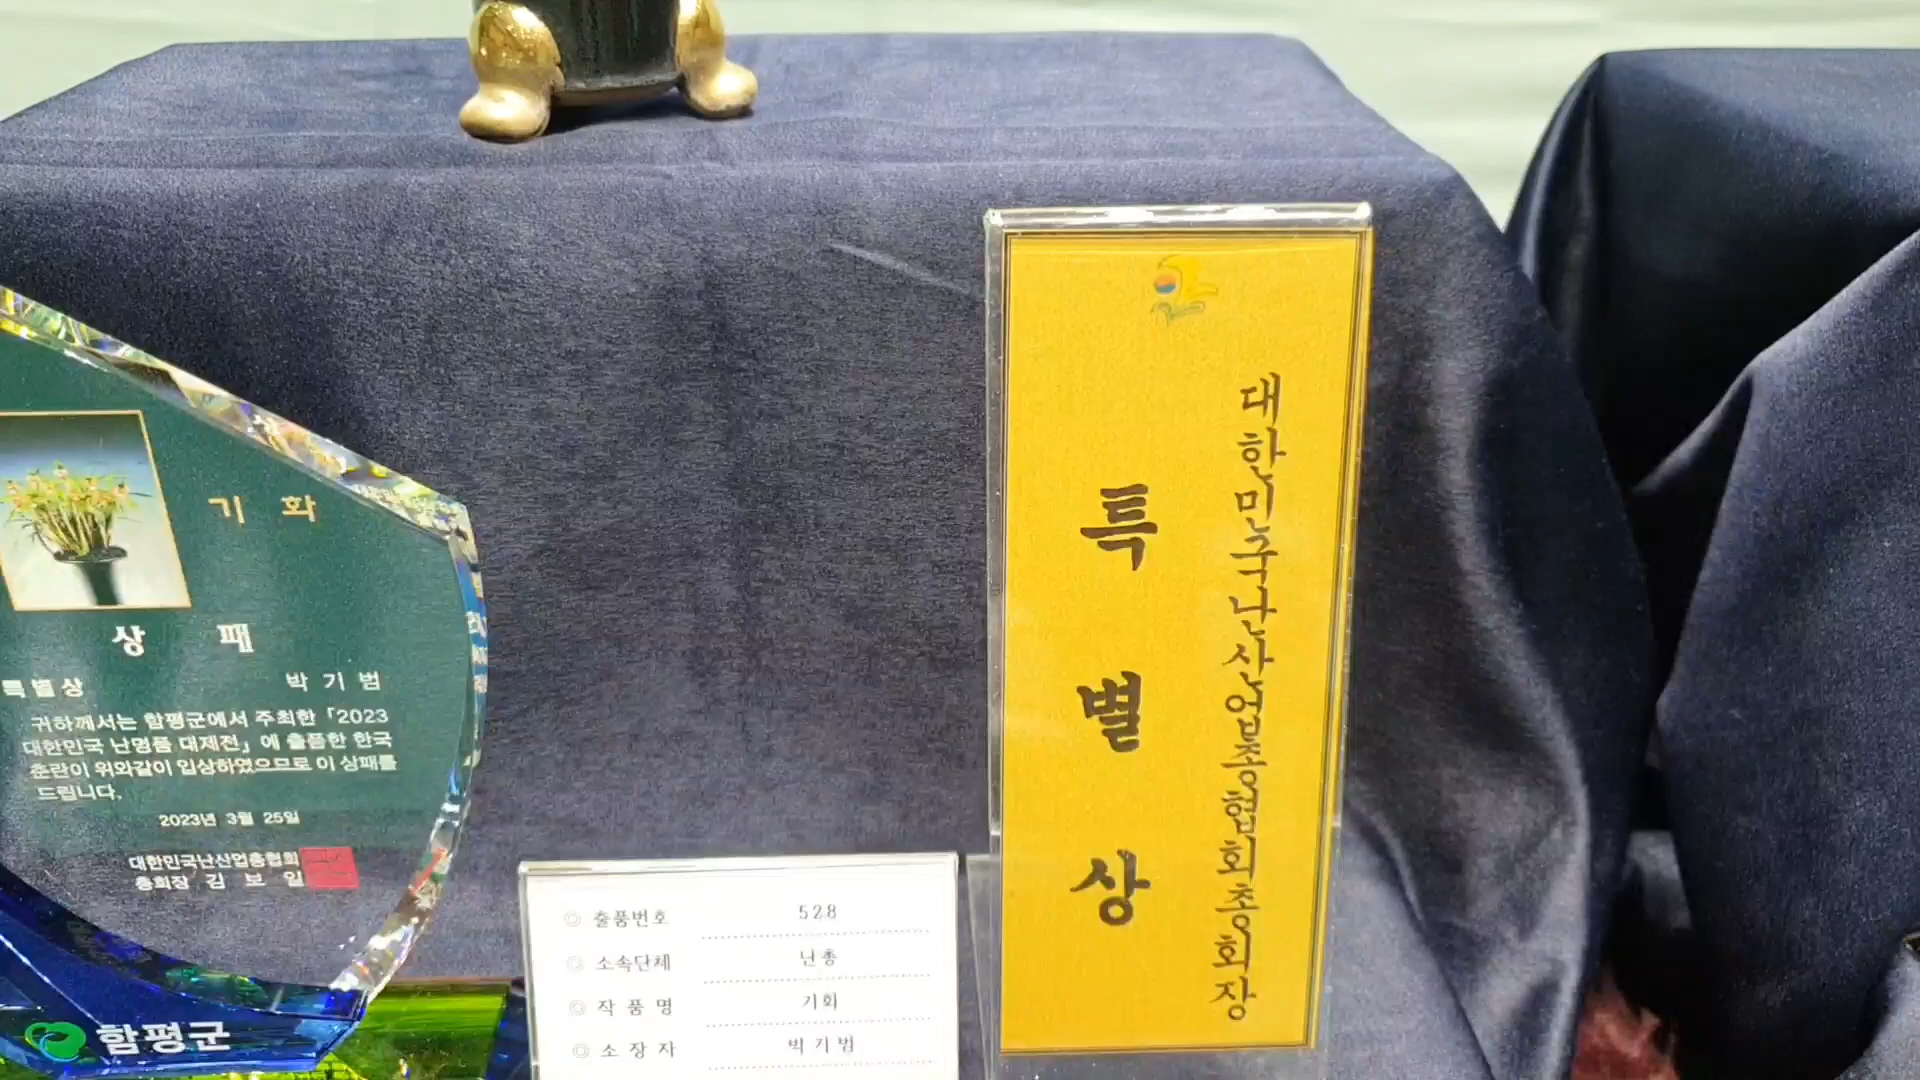 기 화
상 패
특별상 박 기 범
귀하께서는 함평군에서 주최한 「2023
대한민국 난명품 대제전」에 출품한 한국
춘란이 위와같이 입상하였으므로 이 상패를
드립니다.
2023년 3월 25일
대한민국난산업총협회
총회장 김 보 일
함평군
◎ 출품번호 528
◎ 소속단체 난총
◎ 작 품 명 기화
◎ 소 장 자 박기범
대한민국난산업총협회총회장
특별상